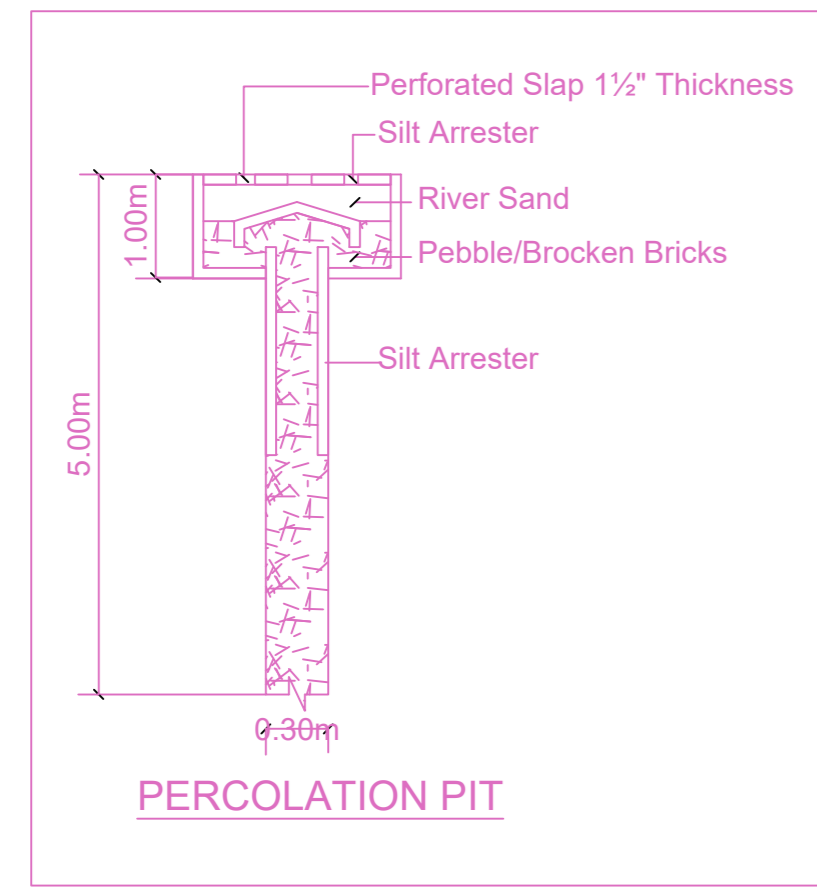 Perforated Slap 1½" Thickness
Silt Arrester
River Sand
Pebble/Brocken Bricks
Silt Arrester
1.00m
5.00m
0.30m
PERCOLATION PIT